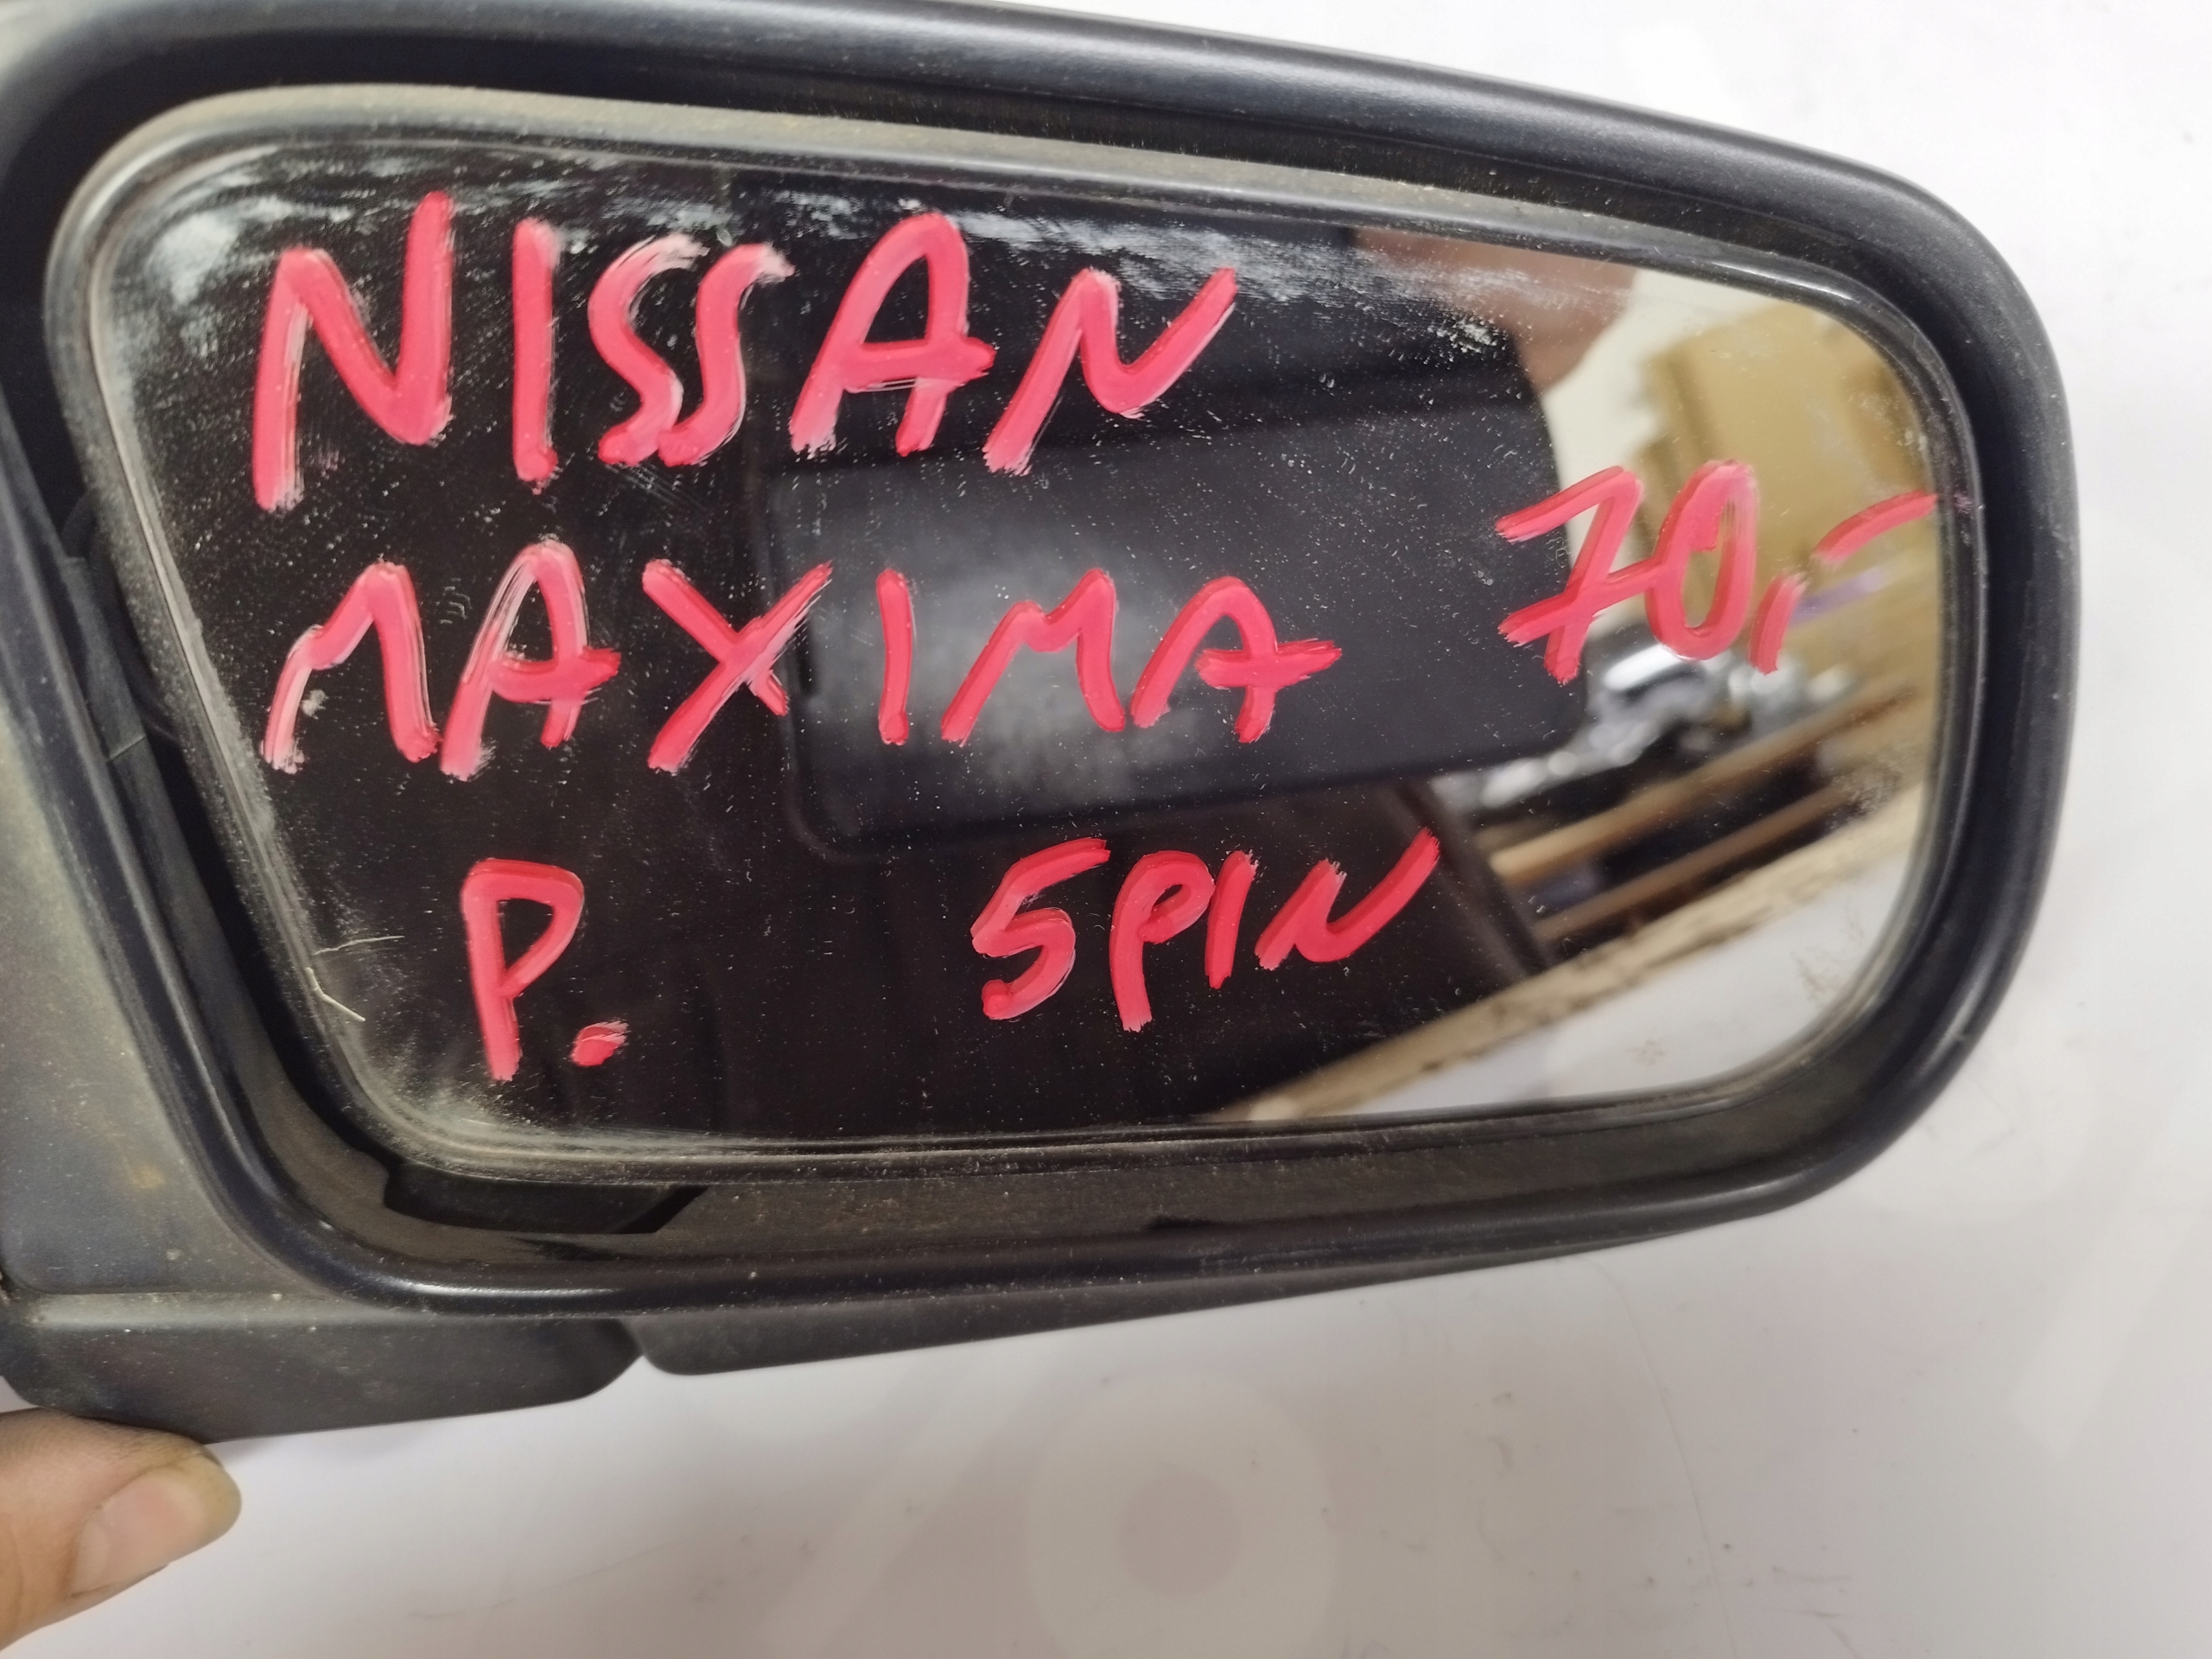 NISSAN
MAXIMA 70,-
P. 5PIN